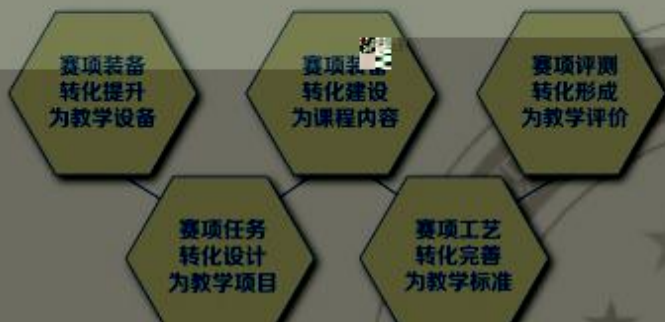 赛项装备
转化提升
为教学设备
赛项装
转化建设
为课程内容
赛项评测
转化形成
为教学评价
赛项任务
转化设计
为教学项目
赛项工艺
转化完善
为教学标准